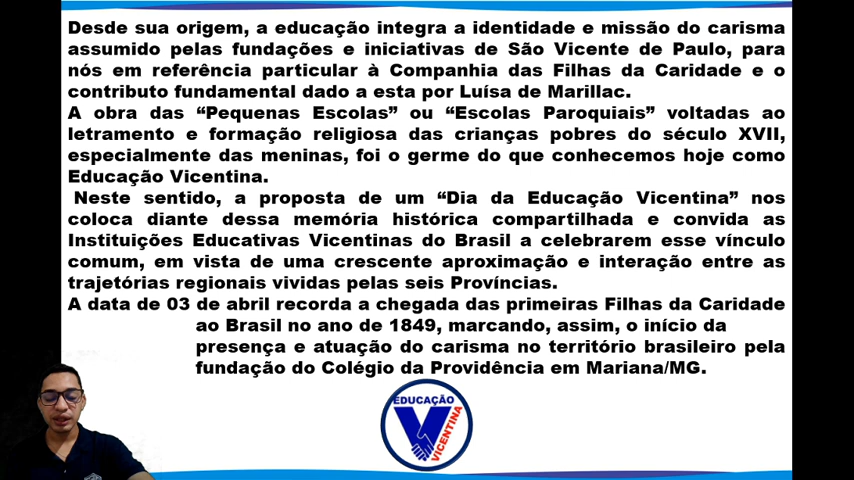 Desde sua origem, a educação integra a identidade e missão do carisma
assumido pelas fundações e iniciativas de São Vicente de Paulo, para
nós em referência particular à Companhia das Filhas da Caridade e o
contributo fundamental dado a esta por Luísa de Marillac.
A obra das “Pequenas Escolas” ou “Escolas Paroquiais” voltadas ao
letramento e formação religiosa das crianças pobres do século XVII,
especialmente das meninas, foi o germe do que conhecemos hoje como
Educação Vicentina.
Neste sentido, a proposta de um “Dia da Educação Vicentina” nos
coloca diante dessa memória histórica compartilhada e convida as
Instituições Educativas Vicentinas do Brasil a celebrarem esse vínculo
comum, em vista de uma crescente aproximação e interação entre as
trajetórias regionais vividas pelas seis Províncias.
A data de 03 de abril recorda a chegada das primeiras Filhas da Caridade
ao Brasil no ano de 1849, marcando, assim, o início da
presença e atuação do carisma no território brasileiro pela
fundação do Colégio da Providência em Mariana/MG.
EDUCAÇÃO
VICENTINA